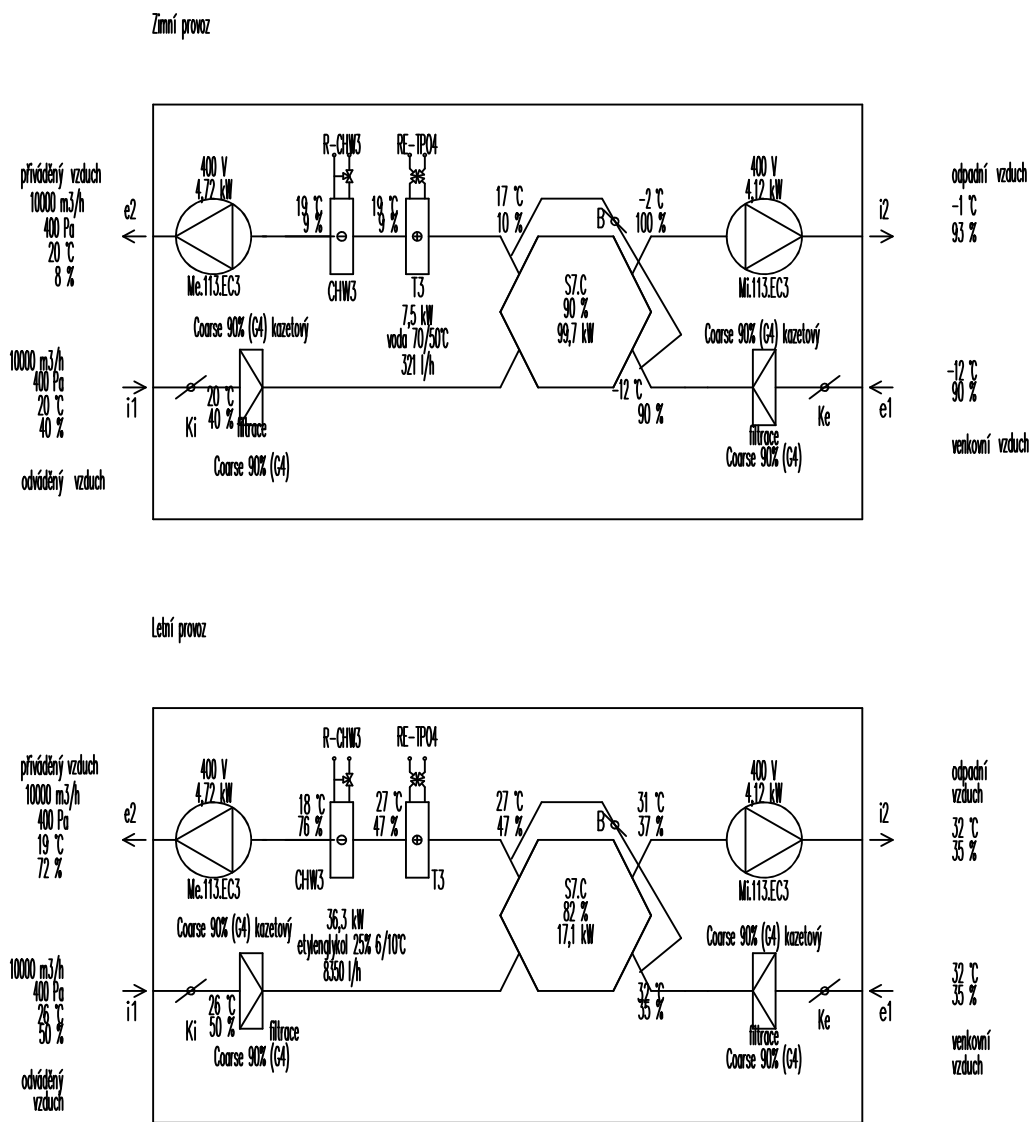 Zimní provoz
přiváděný vzduch
10000 m3/h
400 Pa
20 °C
8 %
e2
400 V
4,72 kW
Me.113.EC3
R-CHW3
19 °C
9 %
CHW3
RE-TPO4
19 °C
9 %
T3
7,5 kW
voda 70/50°C
321 l/h
17 °C
10 %
B
-2 °C
100 %
400 V
4,12 kW
Mi.113.EC3
i2
odpadní vzduch
-1 °C
93 %
S7.C
90 %
99,7 kW
Coarse 90% (G4) kazetový
10000 m3/h
400 Pa
20 °C
40 %
i1
Ki
20 °C
40 %
filtrace
Coarse 90% (G4)
odváděný vzduch
-12 °C
90 %
Coarse 90% (G4) kazetový
filtrace
Coarse 90% (G4)
Ke
e1
-12 °C
90 %
venkovní vzduch
Letní provoz
přiváděný vzduch
10000 m3/h
400 Pa
19 °C
72 %
e2
400 V
4,72 kW
Me.113.EC3
R-CHW3
18 °C
76 %
CHW3
RE-TPO4
27 °C
47 %
T3
36,3 kW
etylenglykol 25% 6/10°C
8350 l/h
27 °C
47 %
B
31 °C
37 %
400 V
4,12 kW
Mi.113.EC3
i2
odpadní
vzduch
32 °C
35 %
S7.C
82 %
17,1 kW
Coarse 90% (G4) kazetový
10000 m3/h
400 Pa
26 °C
50 %
i1
Ki
26 °C
50 %
filtrace
Coarse 90% (G4)
odváděný
vzduch
32 °C
35 %
Coarse 90% (G4) kazetový
filtrace
Coarse 90% (G4)
Ke
e1
32 °C
35 %
venkovní
vzduch